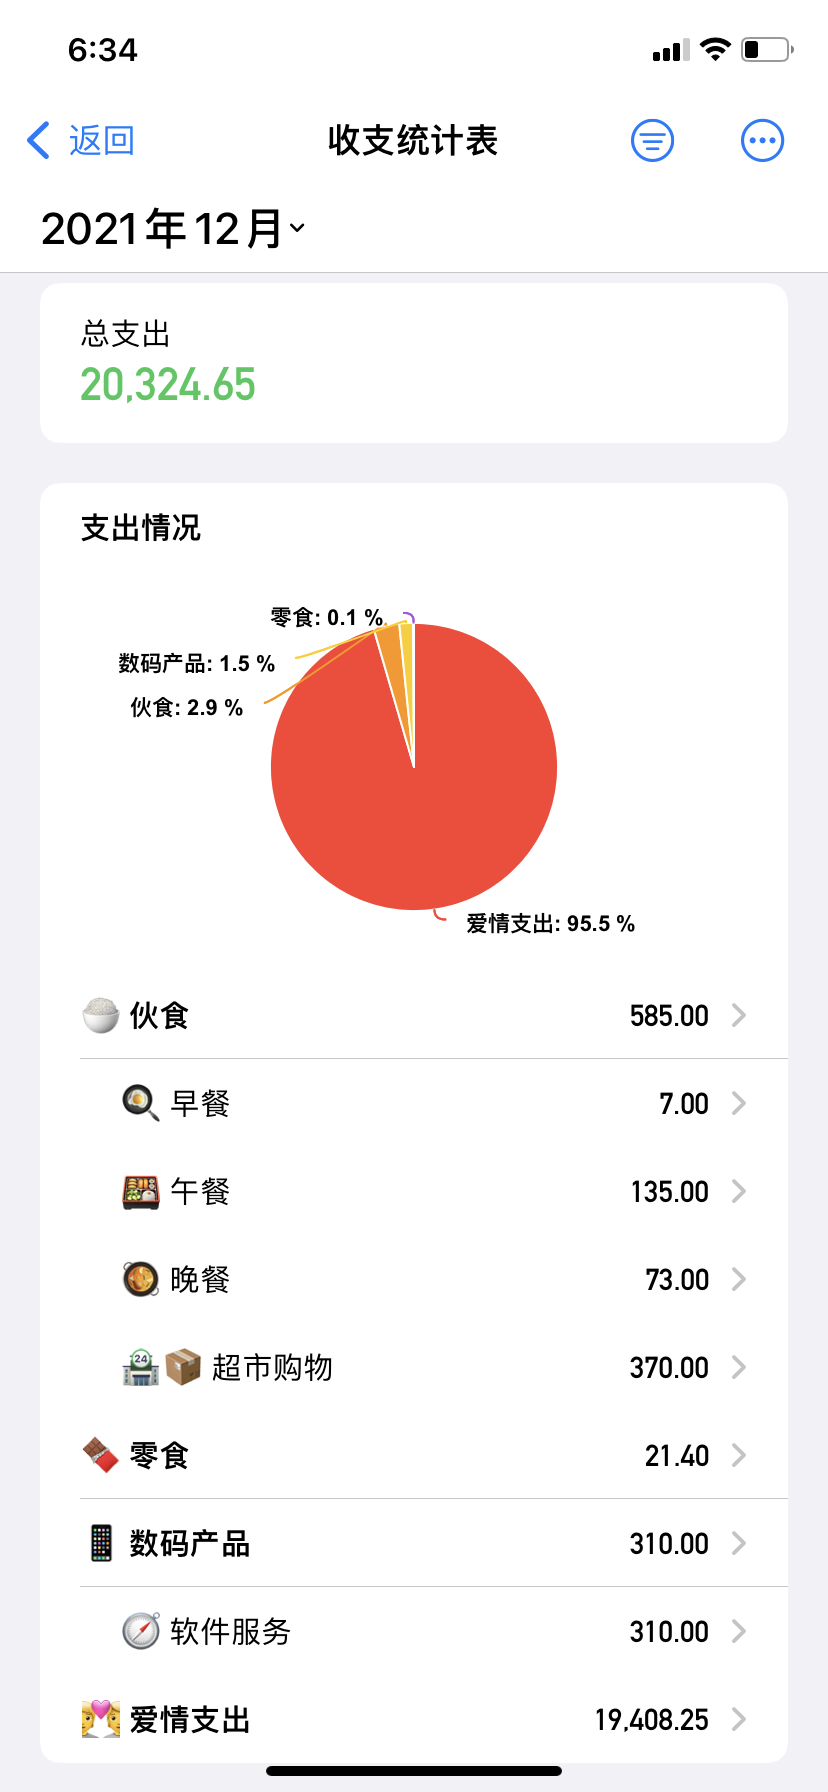 6:34
返回 收支统计表
2021年12月
总支出
20,324.65
支出情况
零食: 0.1 %
数码产品: 1.5 %
伙食: 2.9 %
爱情支出: 95.5 %
伙食 585.00
早餐 7.00
午餐 135.00
晚餐 73.00
24 超市购物 370.00
零食 21.40
数码产品 310.00
软件服务 310.00
爱情支出 19,408.25